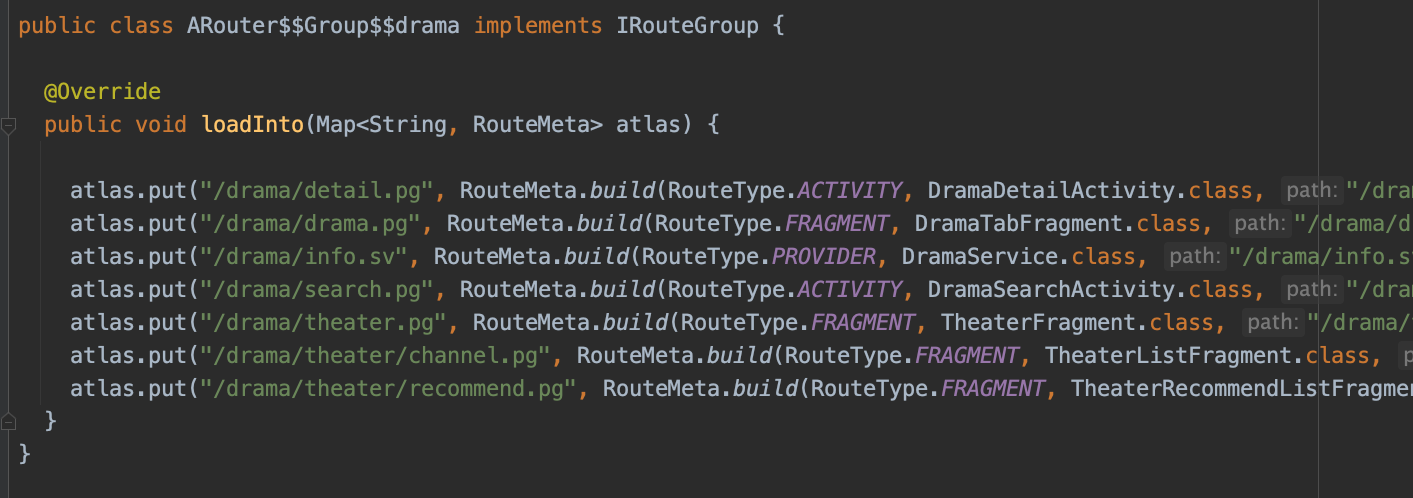 public class ARouter$$Group$$drama implements IRouteGroup {
@Override
public void loadInto(Map<String, RouteMeta> atlas) {
atlas.put("/drama/detail.pg", RouteMeta.build(RouteType.ACTIVITY, DramaDetailActivity.class, path: "/dra
atlas.put("/drama/drama.pg", RouteMeta.build(RouteType.FRAGMENT, DramaTabFragment.class, path: "/drama/d
atlas.put("/drama/info.sv", RouteMeta.build(RouteType.PROVIDER, DramaService.class, path: "/drama/info.s
atlas.put("/drama/search.pg", RouteMeta.build(RouteType.ACTIVITY, DramaSearchActivity.class, path: "/dra
atlas.put("/drama/theater.pg", RouteMeta.build(RouteType.FRAGMENT, TheaterFragment.class, path: "/drama/
atlas.put("/drama/theater/channel.pg", RouteMeta.build(RouteType.FRAGMENT, TheaterListFragment.class, p
atlas.put("/drama/theater/recommend.pg", RouteMeta.build(RouteType.FRAGMENT, TheaterRecommendListFragme
}
}